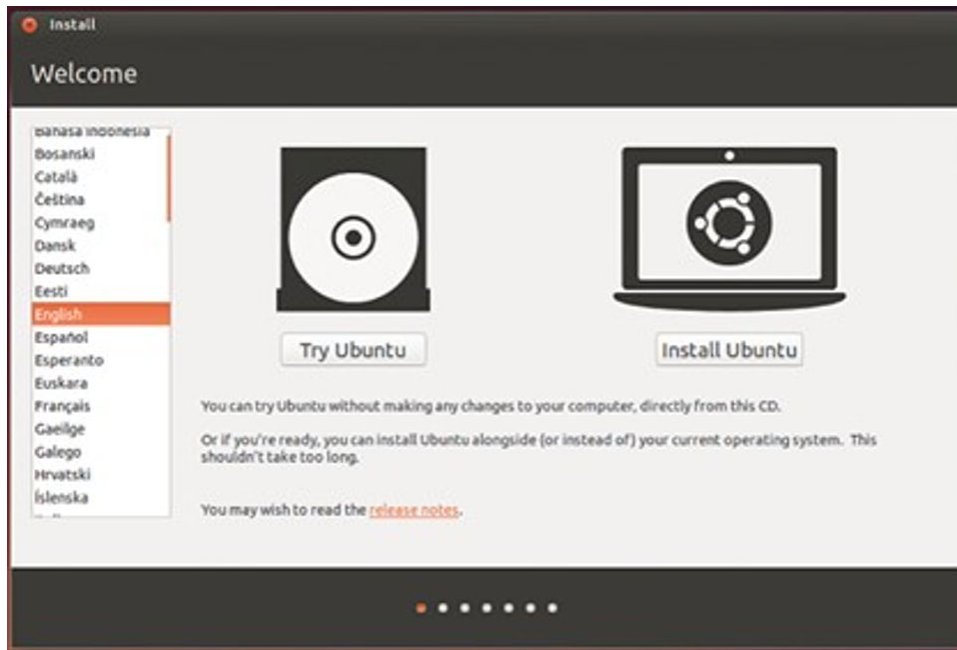 Install
Welcome
Bahasa Indonesia
Bosanski
Català
Čeština
Cymraeg
Dansk
Deutsch
Eesti
English
Español
Esperanto
Euskara
Français
Gaeilge
Galego
Hrvatski
Íslenska
Try Ubuntu
Install Ubuntu
You can try Ubuntu without making any changes to your computer, directly from this CD.
Or if you're ready, you can install Ubuntu alongside (or instead of) your current operating system. This
shouldn't take too long.
You may wish to read the release notes.